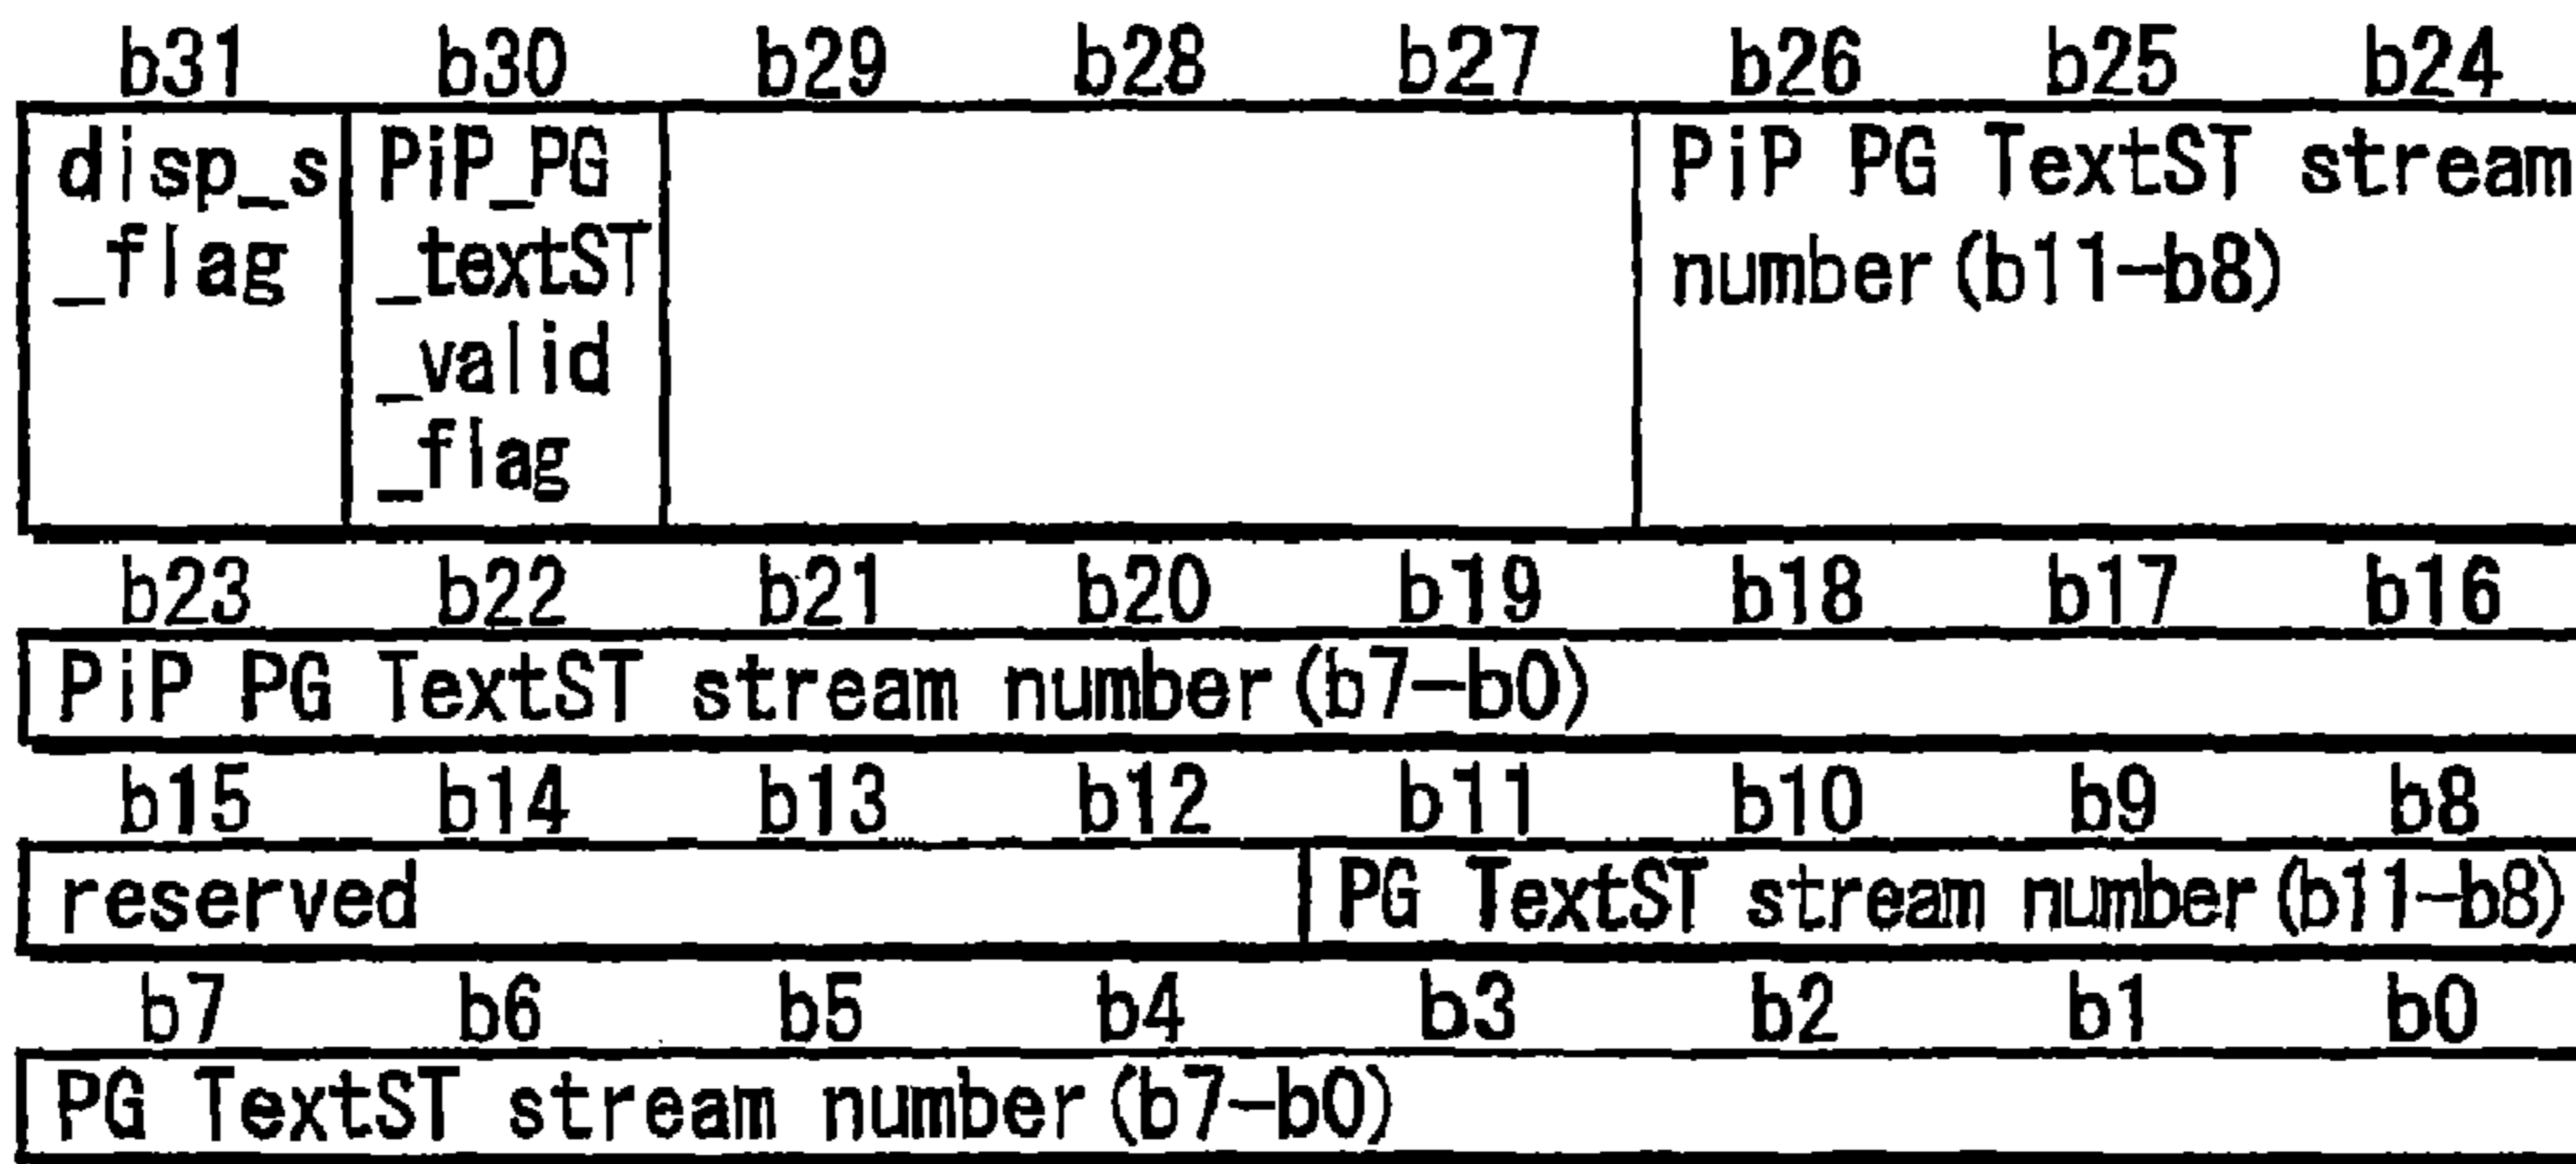 b31 b30 b29 b28 b27 b26 b25 b24
disp_s
_flag
PiP_PG
_textST
_valid
_flag
PiP PG TextST stream
number(b11-b8)
b23 b22 b21 b20 b19 b18 b17 b16
PiP PG TextST stream number(b7-b0)
b15 b14 b13 b12 b11 b10 b9 b8
reserved PG TextST stream number(b11-b8)
b7 b6 b5 b4 b3 b2 b1 b0
PG TextST stream number(b7-b0)